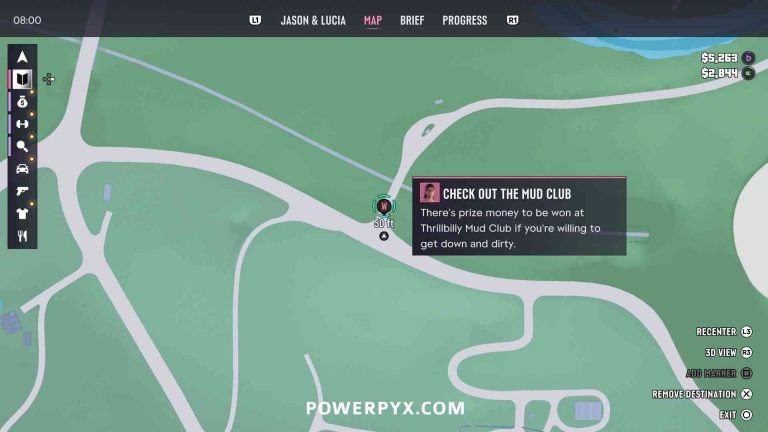 08:00
L1 JASON & LUCIA MAP BRIEF PROGRESS R1
$5,263
$2,844
CHECK OUT THE MUD CLUB
There's prize money to be won at
Thrillbilly Mud Club if you're willing to
get down and dirty.
W
50 ft
RECENTER L3
3D VIEW R3
ADD MARKER
REMOVE DESTINATION
EXIT
POWERPYX.COM